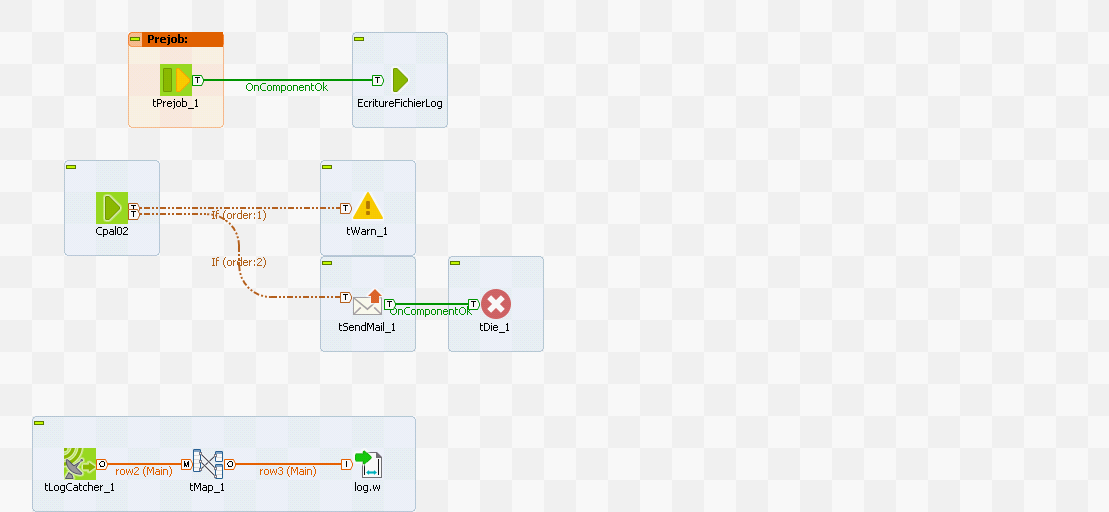 Prejob:
T
OnComponentOk
T
tPrejob_1
EcritureFichierLog
T
T
If (order:1)
T
Cpal02
tWarn_1
If (order:2)
T
T
OnComponentOk
T
tSendMail_1
tDie_1
O
row2 (Main)
M
O
row3 (Main)
I
tLogCatcher_1
tMap_1
log.w